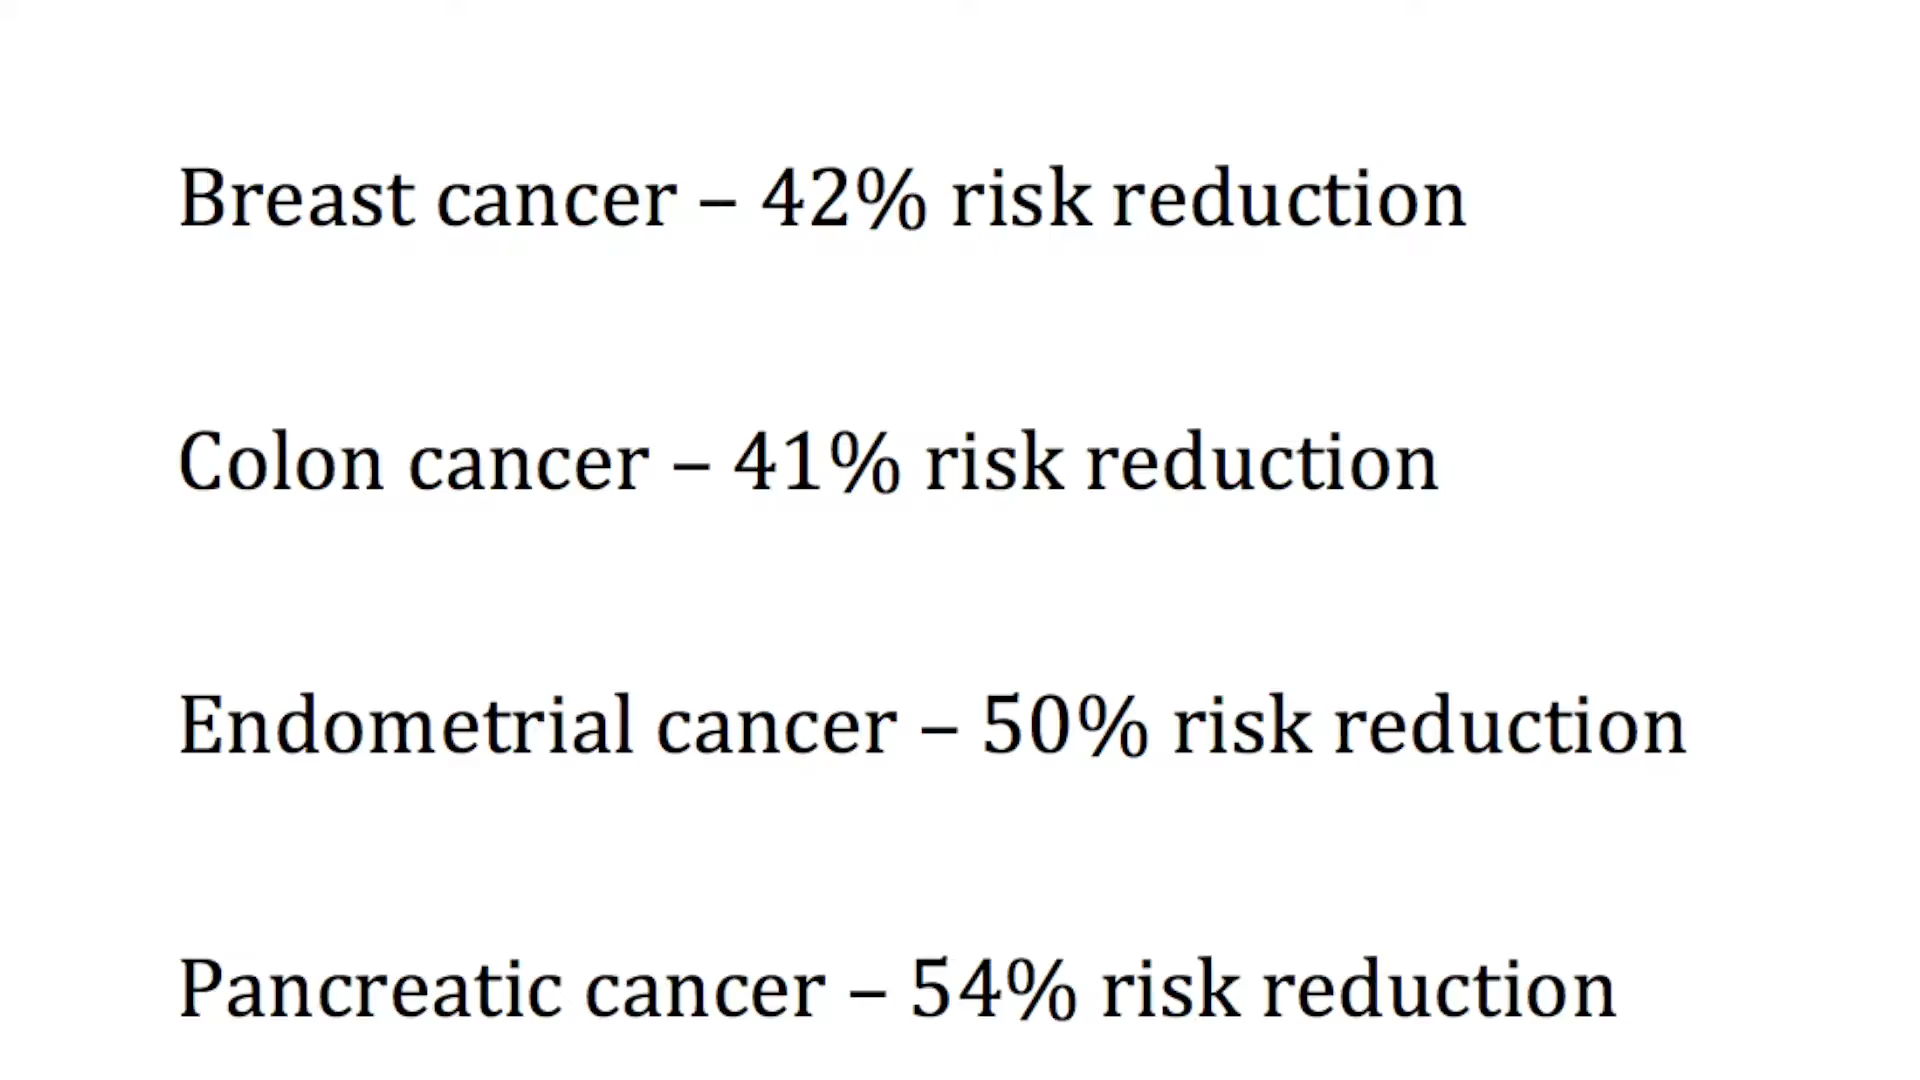 Breast cancer – 42% risk reduction
Colon cancer – 41% risk reduction
Endometrial cancer – 50% risk reduction
Pancreatic cancer – 54% risk reduction